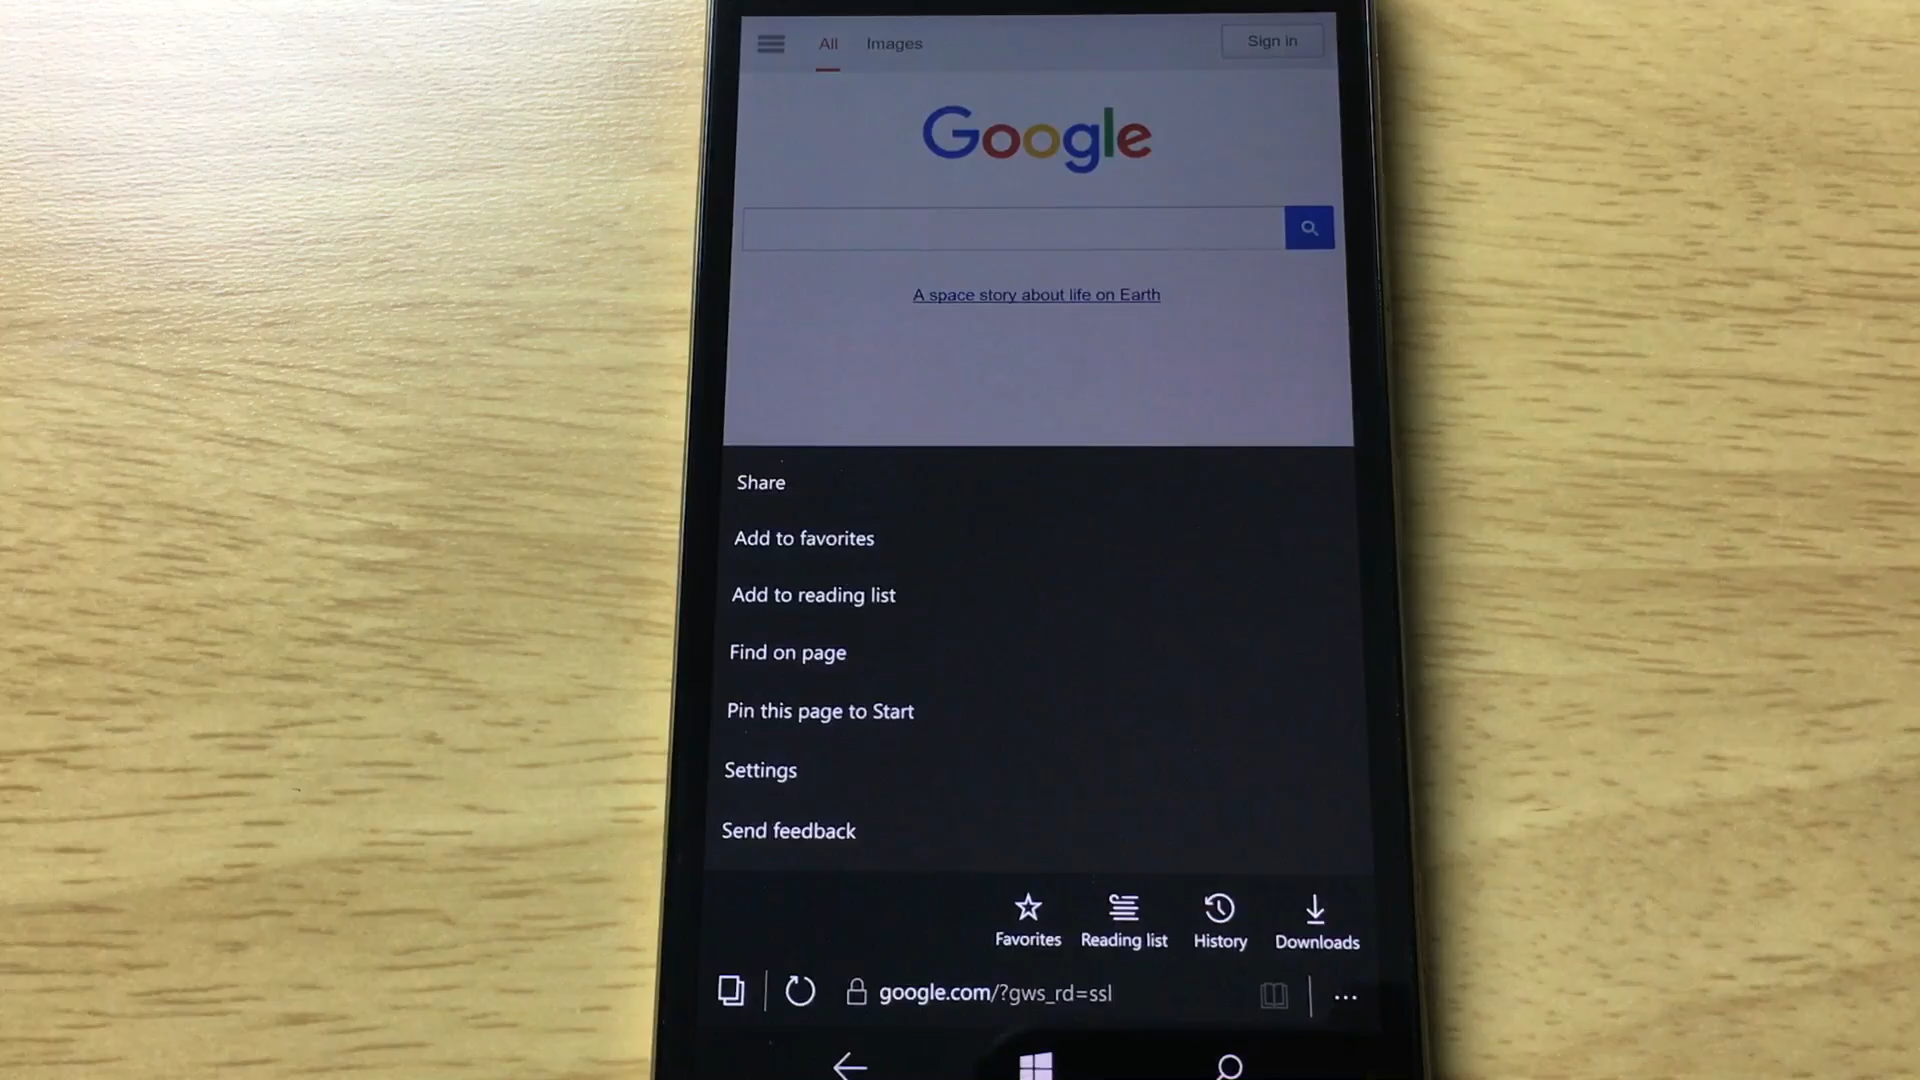 All Images Sign in
Google
A space story about life on Earth
Share
Add to favorites
Add to reading list
Find on page
Pin this page to Start
Settings
Send feedback
Favorites Reading list History Downloads
google.com/?gws_rd=ssl